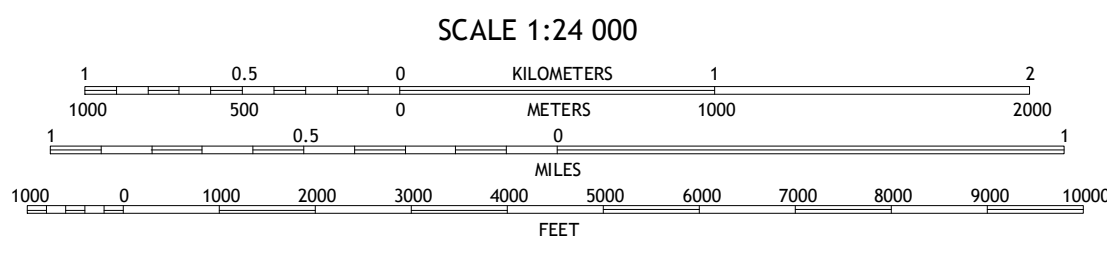 SCALE 1:24 000
1 0.5 0 KILOMETERS 1 2
1000 500 0 METERS 1000 2000
1 0.5 0 1
MILES
1000 0 1000 2000 3000 4000 5000 6000 7000 8000 9000 10000
FEET